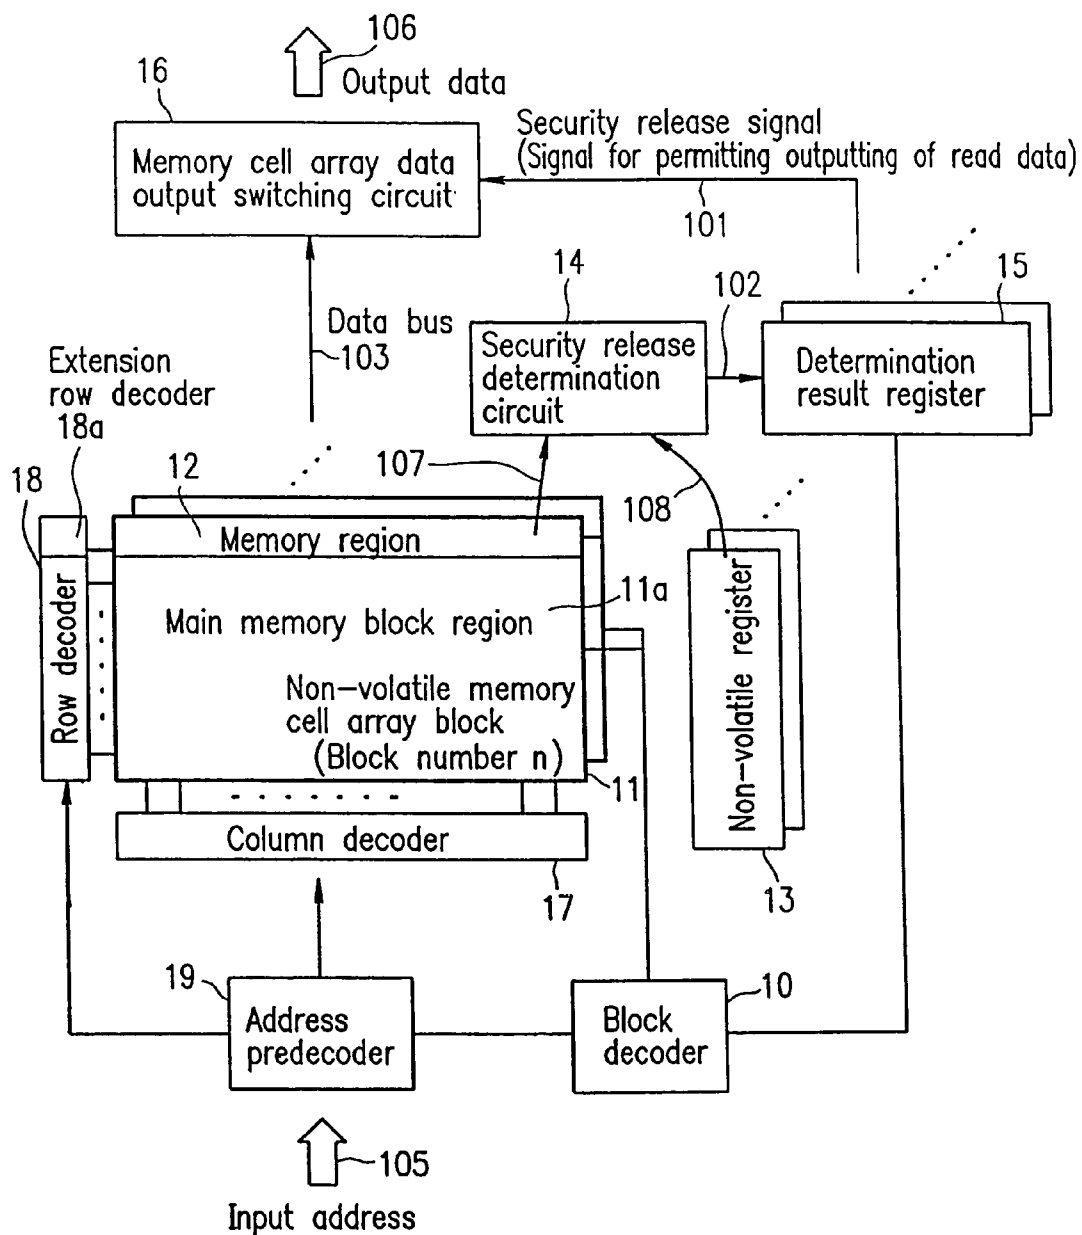 106
Output data
16
Memory cell array data
output switching circuit
Security release signal
(Signal for permitting outputting of read data)
101
Data bus
103
14
Security release
determination
circuit
102
15
Determination
result register
Extension
row decoder
18a
18
12
107
108
Memory region
Row decoder
11a
Main memory block region
Non-volatile memory
cell array block
(Block number n)
11
Non-volatile register
13
Column decoder
17
19
Address
predecoder
10
Block
decoder
105
Input address